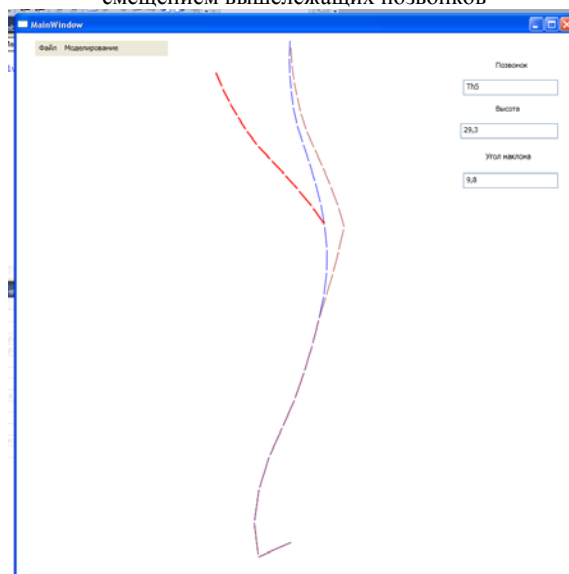 смещением вышележащих позвонков
MainWindow
Файл Моделирование
Позвонок
Th5
Высота
29,3
Угол наклона
9,8